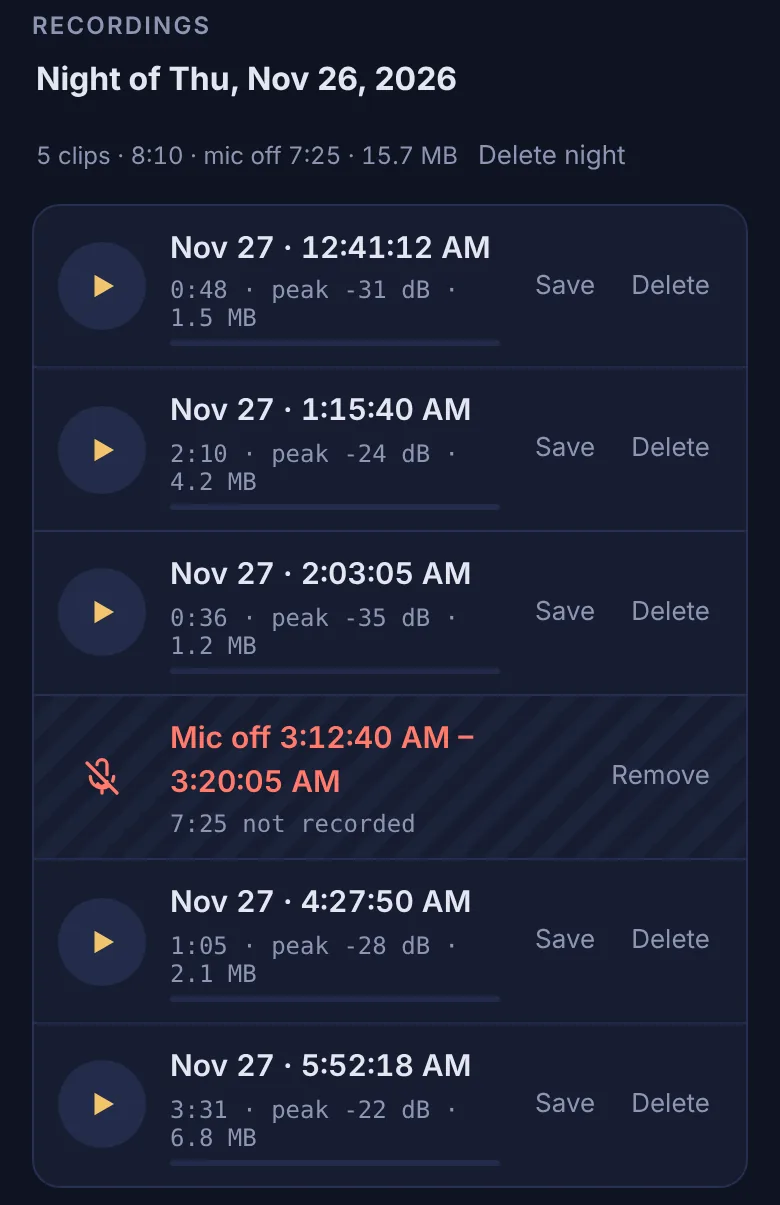 RECORDINGS
Night of Thu, Nov 26, 2026
5 clips · 8:10 · mic off 7:25 · 15.7 MB Delete night
Nov 27 · 12:41:12 AM
0:48 · peak -31 dB ·
1.5 MB
Save Delete
Nov 27 · 1:15:40 AM
2:10 · peak -24 dB ·
4.2 MB
Save Delete
Nov 27 · 2:03:05 AM
0:36 · peak -35 dB ·
1.2 MB
Save Delete
Mic off 3:12:40 AM –
3:20:05 AM
7:25 not recorded
Remove
Nov 27 · 4:27:50 AM
1:05 · peak -28 dB ·
2.1 MB
Save Delete
Nov 27 · 5:52:18 AM
3:31 · peak -22 dB ·
6.8 MB
Save Delete